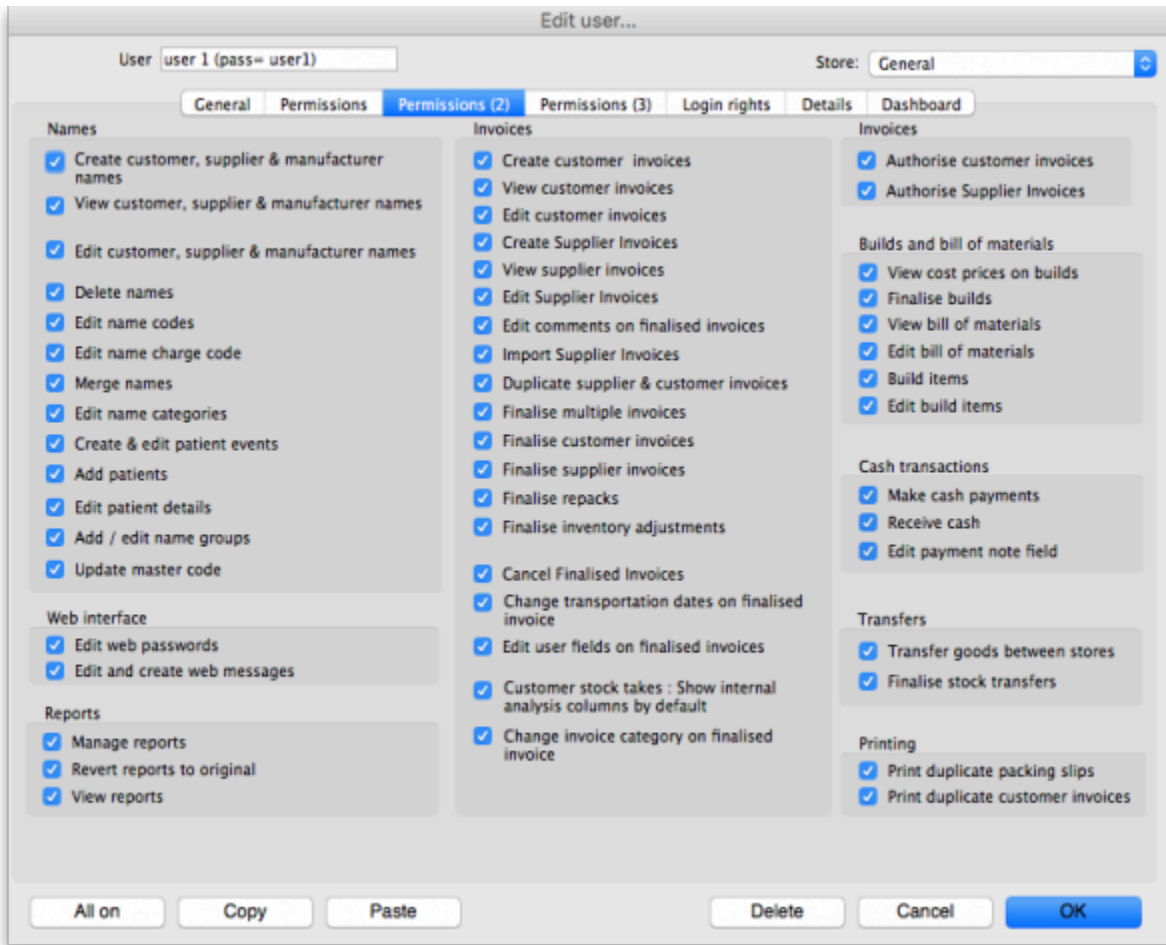 Edit user...
User user 1 (pass= user1)
Store: General
General Permissions Permissions (2) Permissions (3) Login rights Details Dashboard
Names
Create customer, supplier & manufacturer
names
View customer, supplier & manufacturer names
Edit customer, supplier & manufacturer names
Delete names
Edit name codes
Edit name charge code
Merge names
Edit name categories
Create & edit patient events
Add patients
Edit patient details
Add / edit name groups
Update master code
Web interface
Edit web passwords
Edit and create web messages
Reports
Manage reports
Revert reports to original
View reports
Invoices
Create customer invoices
View customer invoices
Edit customer invoices
Create Supplier Invoices
View supplier invoices
Edit Supplier Invoices
Edit comments on finalised invoices
Import Supplier Invoices
Duplicate supplier & customer invoices
Finalise multiple invoices
Finalise customer invoices
Finalise supplier invoices
Finalise repacks
Finalise inventory adjustments
Cancel Finalised Invoices
Change transportation dates on finalised
invoice
Edit user fields on finalised invoices
Customer stock takes : Show internal
analysis columns by default
Change invoice category on finalised
invoice
Invoices
Authorise customer invoices
Authorise Supplier Invoices
Builds and bill of materials
View cost prices on builds
Finalise builds
View bill of materials
Edit bill of materials
Build items
Edit build items
Cash transactions
Make cash payments
Receive cash
Edit payment note field
Transfers
Transfer goods between stores
Finalise stock transfers
Printing
Print duplicate packing slips
Print duplicate customer invoices
All on Copy Paste Delete Cancel OK